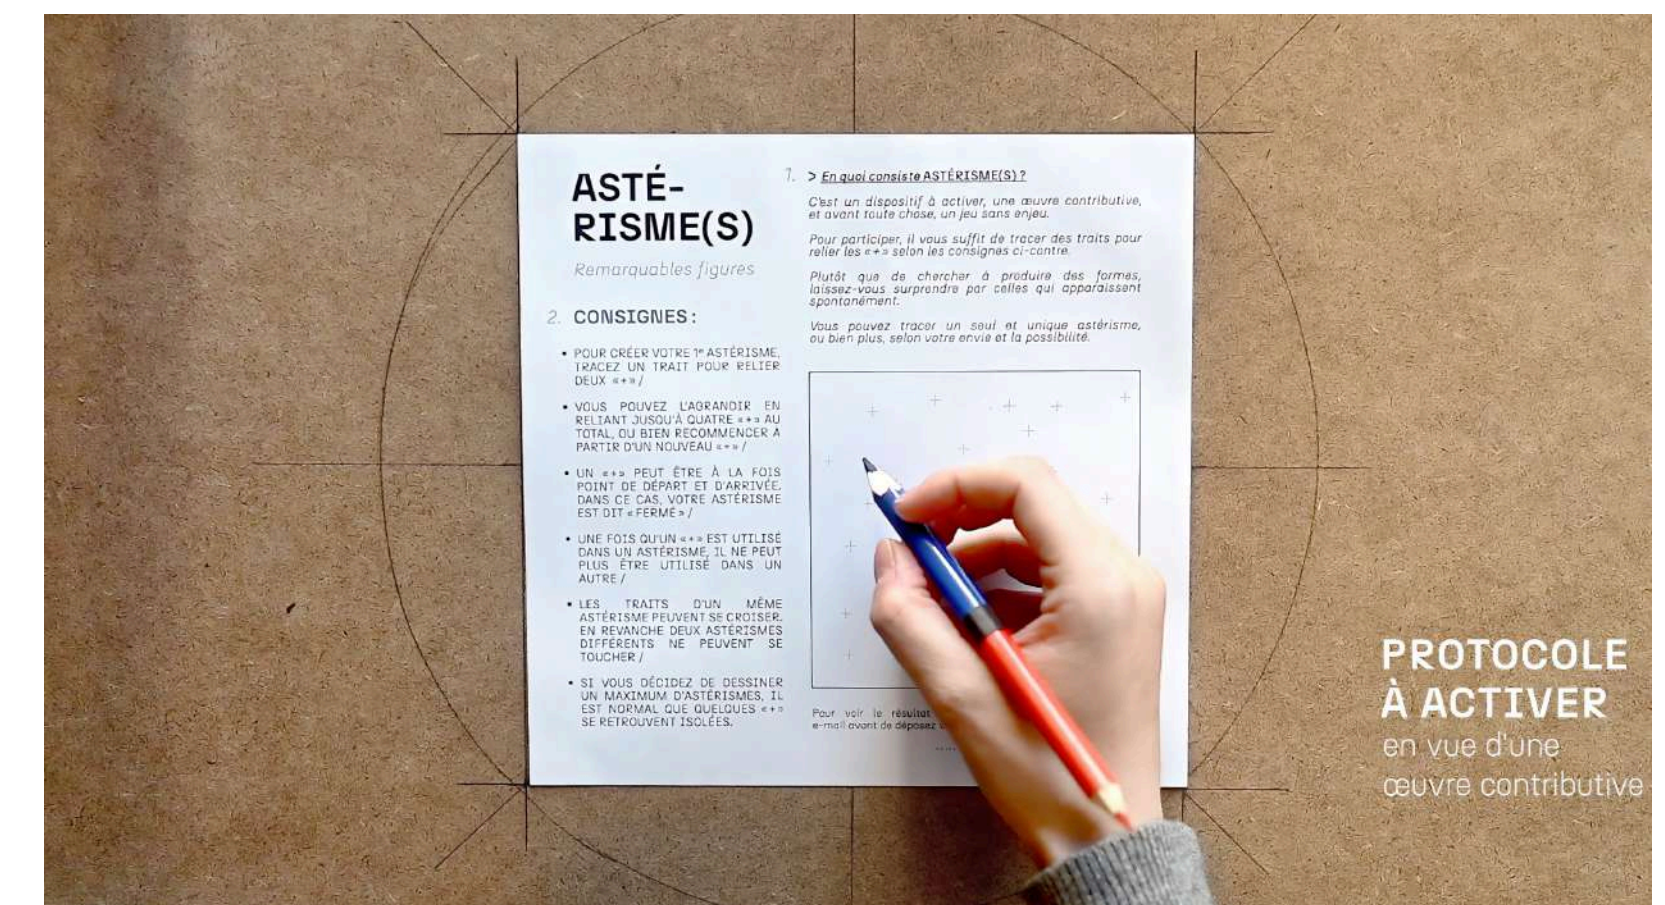 ASTÉ-
RISME(S)
Remarquables figures
1. > En quoi consiste ASTÉRISME(S) ?
C'est un dispositif à activer, une œuvre contributive,
et avant toute chose, un jeu sans enjeu.
Pour participer, il vous suffit de tracer des traits pour
relier les «+» selon les consignes ci-contre.
Plutôt que de chercher à produire des formes,
laissez-vous surprendre par celles qui apparaissent
spontanément.
Vous pouvez tracer un seul et unique astérisme,
ou bien plus, selon votre envie et la possibilité.
2. CONSIGNES :
• POUR CRÉER VOTRE 1er ASTÉRISME,
TRACEZ UN TRAIT POUR RELIER
DEUX «+» /
• VOUS POUVEZ L'AGRANDIR EN
RELIANT JUSQU'À QUATRE «+» AU
TOTAL, OU BIEN RECOMMENCER À
PARTIR D'UN NOUVEAU «+» /
• UN «+» PEUT ÊTRE À LA FOIS
POINT DE DÉPART ET D'ARRIVÉE.
DANS CE CAS, VOTRE ASTÉRISME
EST DIT « FERMÉ » /
• UNE FOIS QU'UN «+» EST UTILISÉ
DANS UN ASTÉRISME, IL NE PEUT
PLUS ÊTRE UTILISÉ DANS UN
AUTRE /
• LES TRAITS D'UN MÊME
ASTÉRISME PEUVENT SE CROISER.
EN REVANCHE DEUX ASTÉRISMES
DIFFÉRENTS NE PEUVENT SE
TOUCHER /
• SI VOUS DÉCIDEZ DE DESSINER
UN MAXIMUM D'ASTÉRISMES, IL
EST NORMAL QUE QUELQUES «+»
SE RETROUVENT ISOLÉES.
Pour voir le résultat
e-mail avant de déposez
PROTOCOLE
À ACTIVER
en vue d'une
œuvre contributive